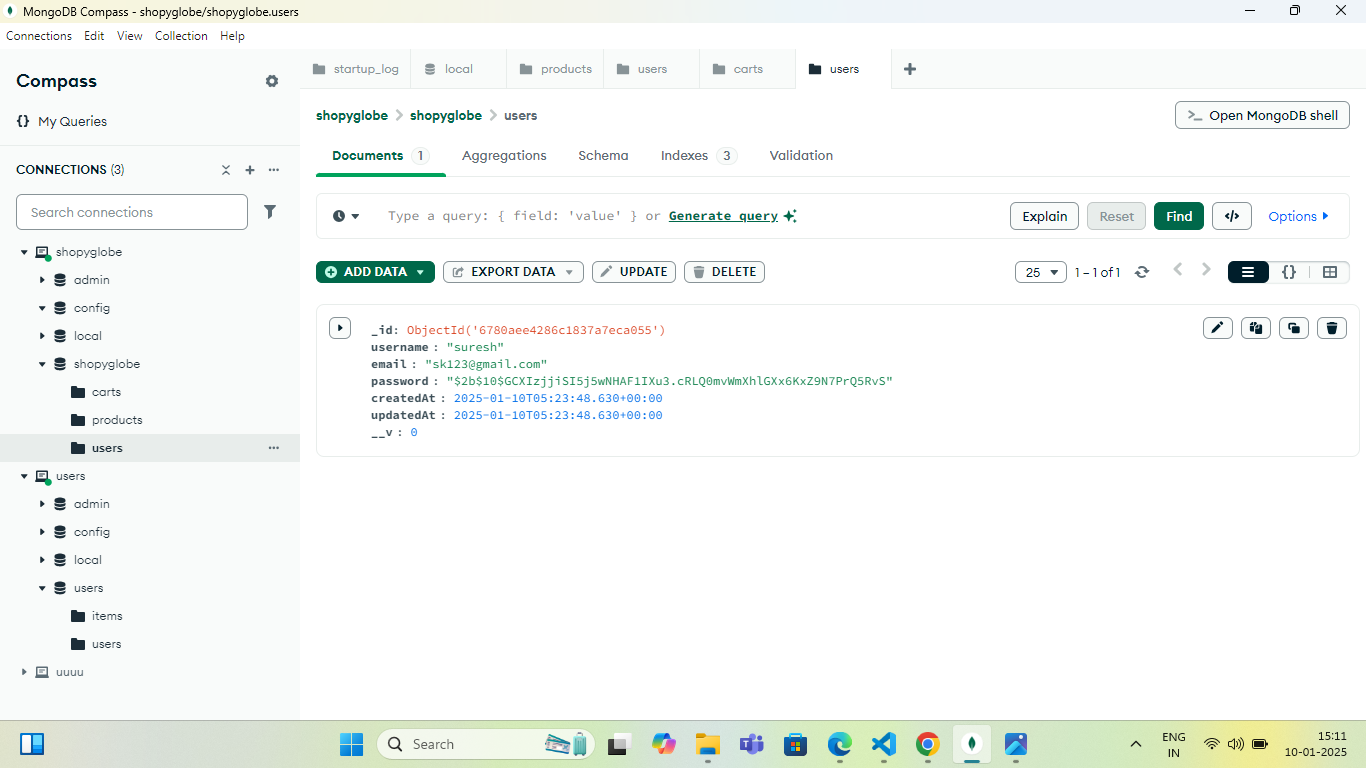 MongoDB Compass - shopyglobe/shopyglobe.users
Connections Edit View Collection Help
Compass
{} My Queries
CONNECTIONS (3)
Search connections
shopyglobe
admin
config
local
shopyglobe
carts
products
users
users
admin
config
local
users
items
users
uuuu
startup_log local products users carts users
shopyglobe > shopyglobe > users
>_ Open MongoDB shell
Documents 1 Aggregations Schema Indexes 3 Validation
Type a query: { field: 'value' } or Generate query
Explain Reset Find </> Options
ADD DATA EXPORT DATA UPDATE DELETE
25 1 – 1 of 1 {}
_id: ObjectId('6780aee4286c1837a7eca055')
username : "suresh"
email : "sk123@gmail.com"
password : "$2b$10$GCXIzjjiSI5j5wNHAF1IXu3.cRLQ0mvWmXhlGXx6KxZ9N7PrQ5RvS"
createdAt : 2025-01-10T05:23:48.630+00:00
updatedAt : 2025-01-10T05:23:48.630+00:00
__v : 0
Search
ENG
IN
15:11
10-01-2025